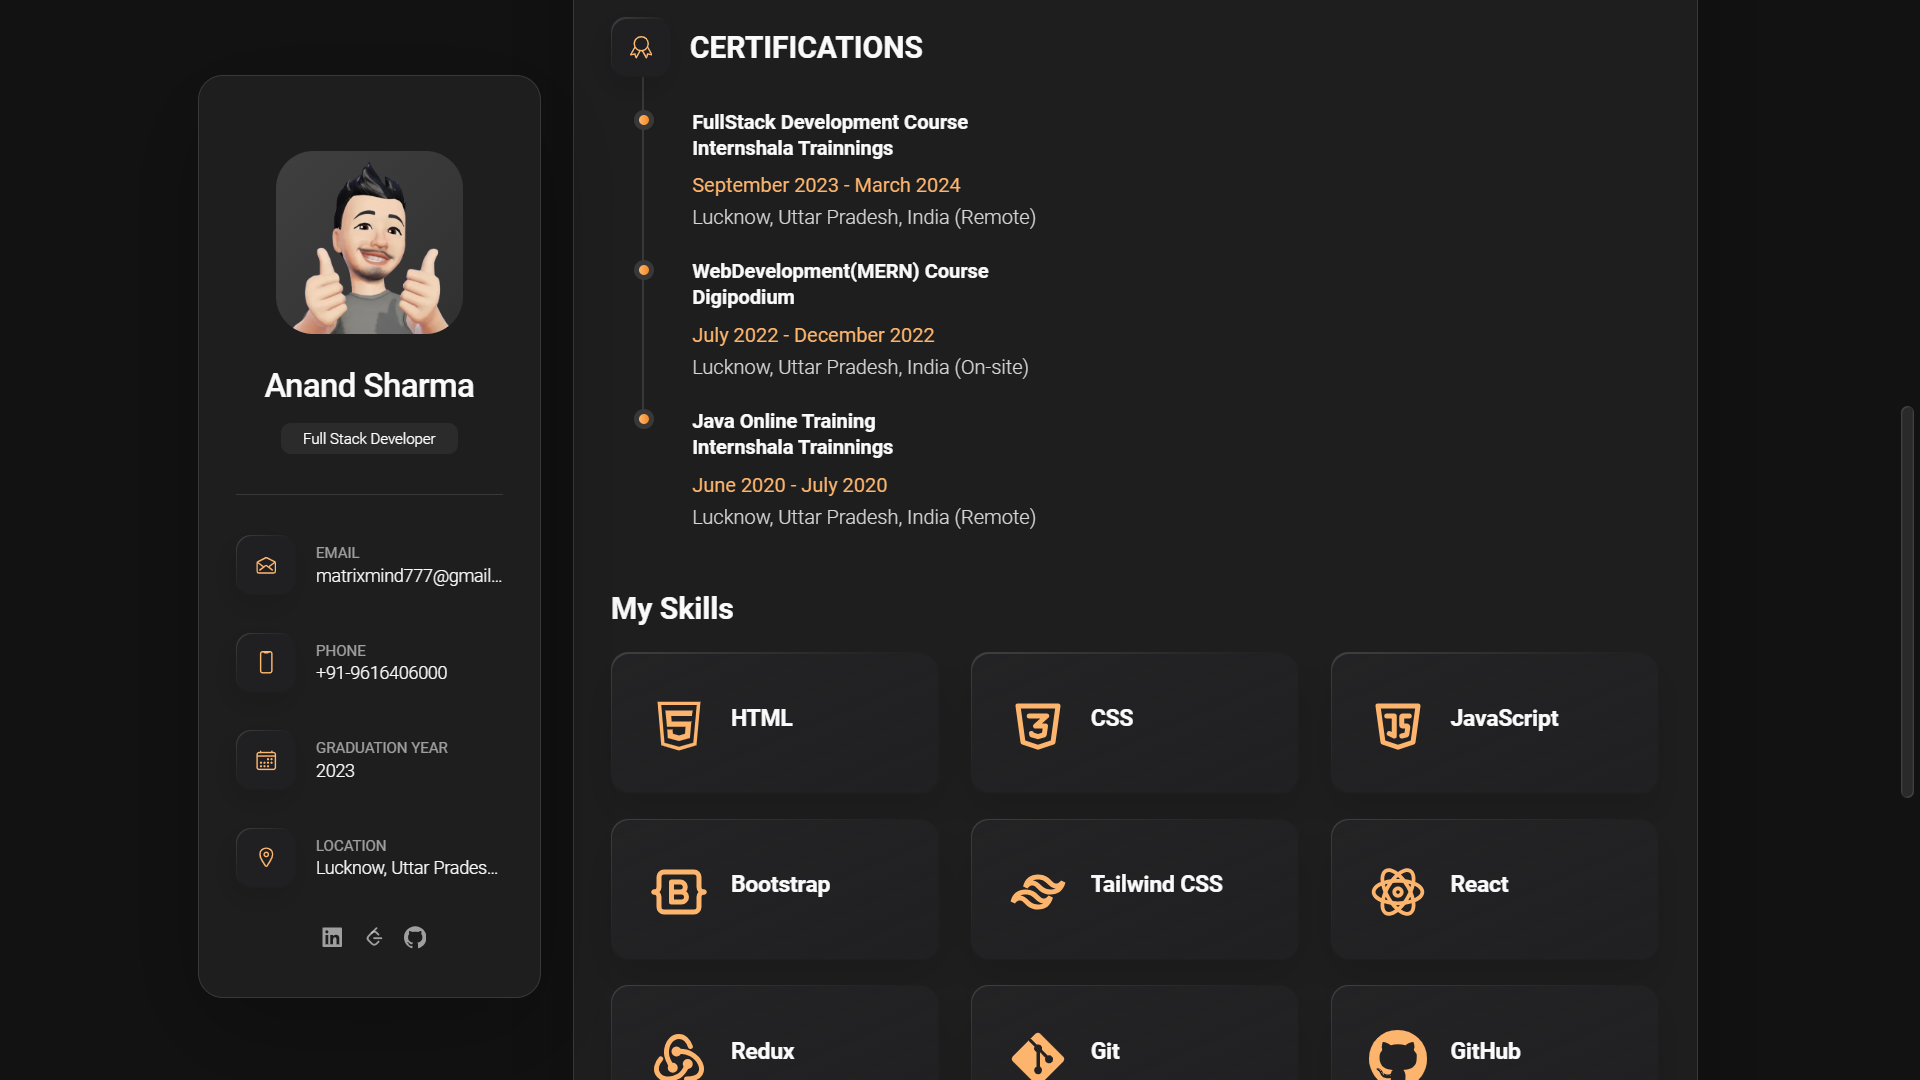 Anand Sharma
Full Stack Developer
EMAIL
matrixmind777@gmail...
PHONE
+91-9616406000
GRADUATION YEAR
2023
LOCATION
Lucknow, Uttar Prades...
CERTIFICATIONS
FullStack Development Course
Internshala Trainnings
September 2023 - March 2024
Lucknow, Uttar Pradesh, India (Remote)
WebDevelopment(MERN) Course
Digipodium
July 2022 - December 2022
Lucknow, Uttar Pradesh, India (On-site)
Java Online Training
Internshala Trainnings
June 2020 - July 2020
Lucknow, Uttar Pradesh, India (Remote)
My Skills
HTML
CSS
JavaScript
Bootstrap
Tailwind CSS
React
Redux
Git
GitHub